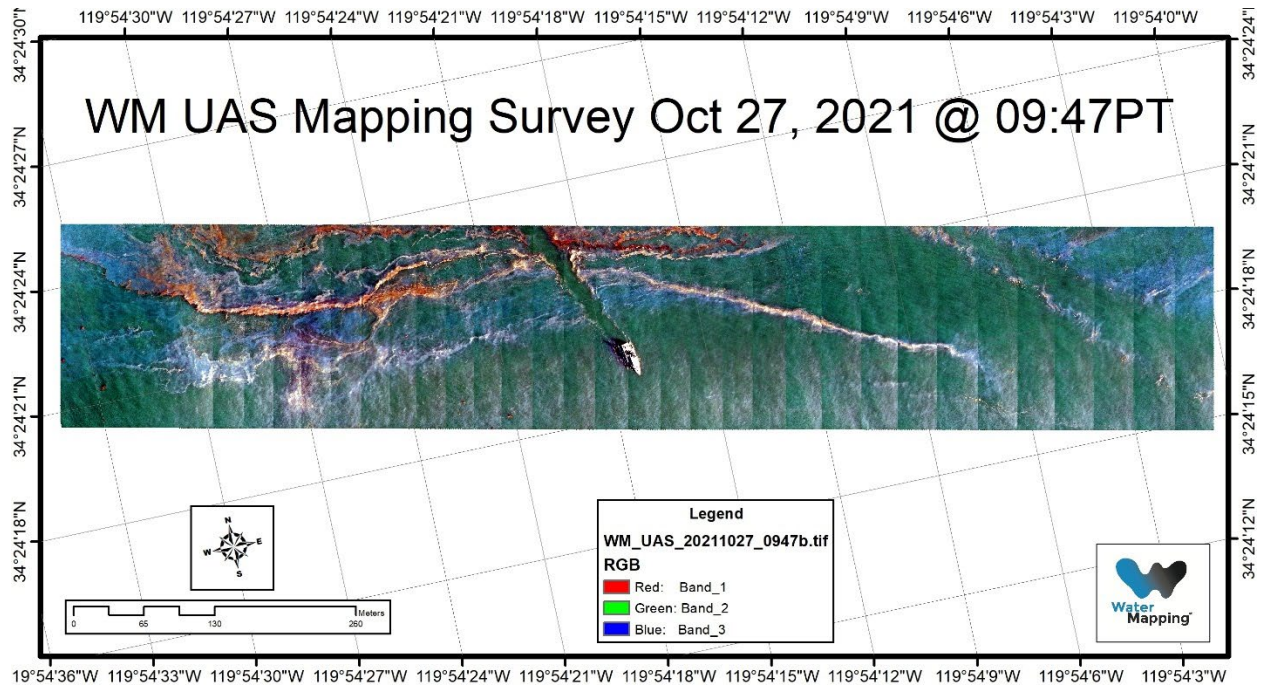 119°54'30"W 119°54'27"W 119°54'24"W 119°54'21"W 119°54'18"W 119°54'15"W 119°54'12"W 119°54'9"W 119°54'6"W 119°54'3"W 119°54'0"W
34°24'30"N
34°24'27"N
34°24'24"N
34°24'21"N
34°24'18"N
34°24'24"N
34°24'21"N
34°24'18"N
34°24'15"N
34°24'12"N
WM UAS Mapping Survey Oct 27, 2021 @ 09:47PT
N
W E
S
Meters
0 65 130 260
Legend
WM_UAS_20211027_0947b.tif
RGB
Red: Band_1
Green: Band_2
Blue: Band_3
Water
Mapping
19°54'36"W 119°54'33"W 119°54'30"W 119°54'27"W 119°54'24"W 119°54'21"W 119°54'18"W 119°54'15"W 119°54'12"W 119°54'9"W 119°54'6"W 119°54'3"W